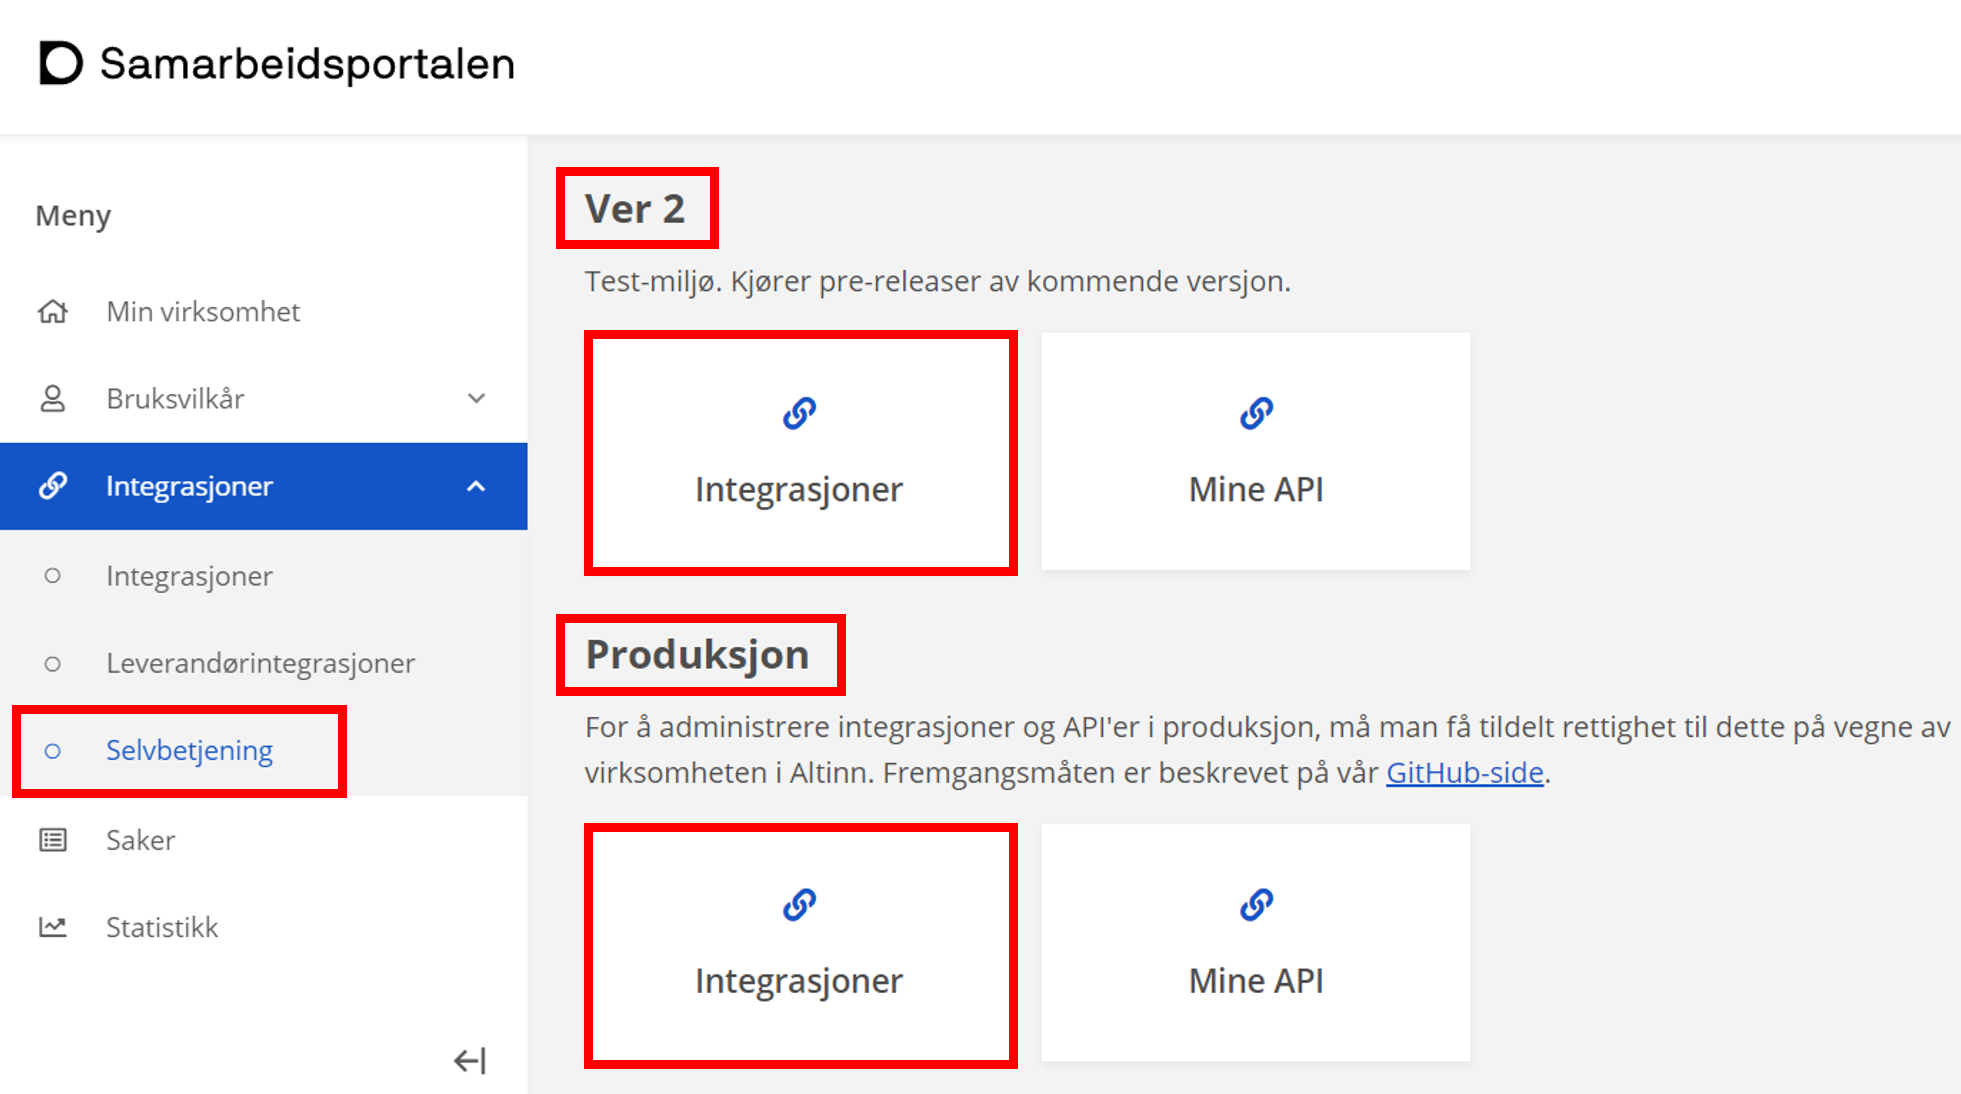 Samarbeidsportalen
Meny
Min virksomhet
Bruksvilkår
Integrasjoner
Integrasjoner
Leverandørintegrasjoner
Selvbetjening
Saker
Statistikk
Ver 2
Test-miljø. Kjører pre-releaser av kommende versjon.
Integrasjoner
Mine API
Produksjon
For å administrere integrasjoner og API'er i produksjon, må man få tildelt rettighet til dette på vegne av
virksomheten i Altinn. Fremgangsmåten er beskrevet på vår GitHub-side.
Integrasjoner
Mine API